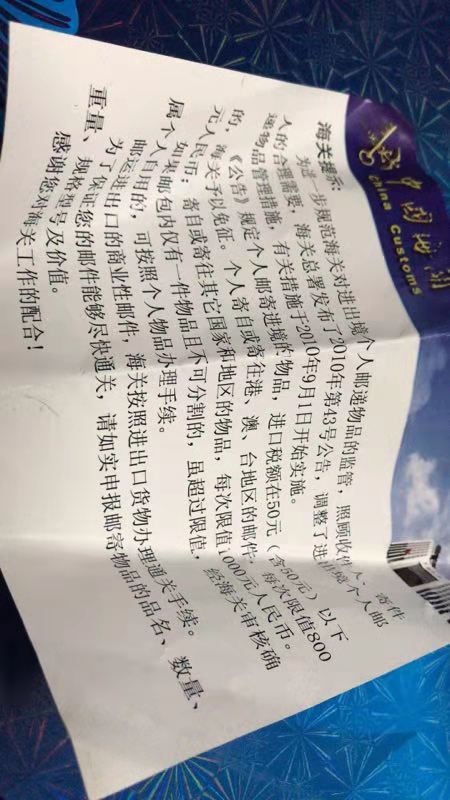 中国海关
China Customs
海关提示:
为进一步规范海关对进出境个人邮递物品的监管，照顾收件人、寄件
人的合理需要，海关总署发布了2010年第43号公告，调整了进出境个人邮
递物品管理措施，有关措施于2010年9月1日开始实施。
《公告》规定个人邮寄进境的物品，进口税额在50元（含50元）以下
的，海关予以免征。个人寄自或寄往港、澳、台地区的邮件，每次限值800
元人民币；寄自或寄往其它国家和地区的物品，每次限值1000元人民币。
如果邮包内仅有一件物品且不可分割的，虽超过限值，经海关审核确
属个人自用的，可按照个人物品办理手续。
邮运进出口的商业性邮件，海关按照进出口货物办理通关手续。
为了保证您的邮件能够尽快通关，请如实申报邮寄物品的品名、数量、
重量、规格型号及价值。
感谢您对海关工作的配合！